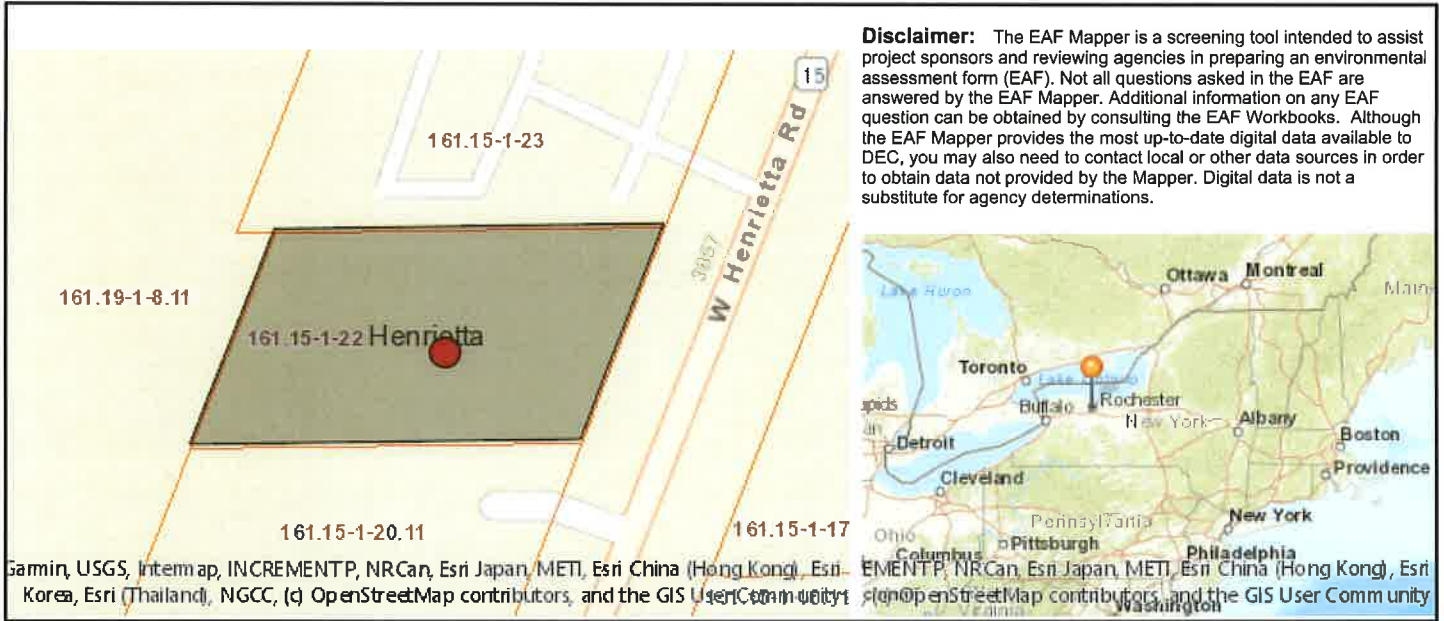 Disclaimer: The EAF Mapper is a screening tool intended to assist
project sponsors and reviewing agencies in preparing an environmental
assessment form (EAF). Not all questions asked in the EAF are
answered by the EAF Mapper. Additional information on any EAF
question can be obtained by consulting the EAF Workbooks. Although
the EAF Mapper provides the most up-to-date digital data available to
DEC, you may also need to contact local or other data sources in order
to obtain data not provided by the Mapper. Digital data is not a
substitute for agency determinations.
15
161.15-1-23
W Henrietta Rd
161.19-1-8.11
161.15-1-22 Henrietta
161.15-1-20.11
161.15-1-17
Garmin, USGS, Intermap, INCREMENT P, NRCan, Esri Japan, METI, Esri China (Hong Kong), Esri
Korea, Esri (Thailand), NGCC, (c) OpenStreetMap contributors, and the GIS User Community
Ottawa
Montreal
Lake Huron
Toronto
Lake Ontario
Rochester
Buffalo
New York
Albany
apids
Detroit
Boston
Providence
Cleveland
Pennsylvania
New York
Ohio
Pittsburgh
Columbus
Philadelphia
EMENT P, NRCan, Esri Japan, METI, Esri China (Hong Kong), Esri
OpenStreetMap contributors, and the GIS User Community
Virginia
Washington